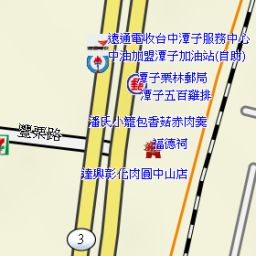 遠通電收台中潭子服務中心
中油加盟潭子加油站(自助)
潭子栗林郵局
潭子五百雞排
潘氏小籠包香菇赤肉羹
豐栗路
福德祠
達興彰化肉圓中山店
3